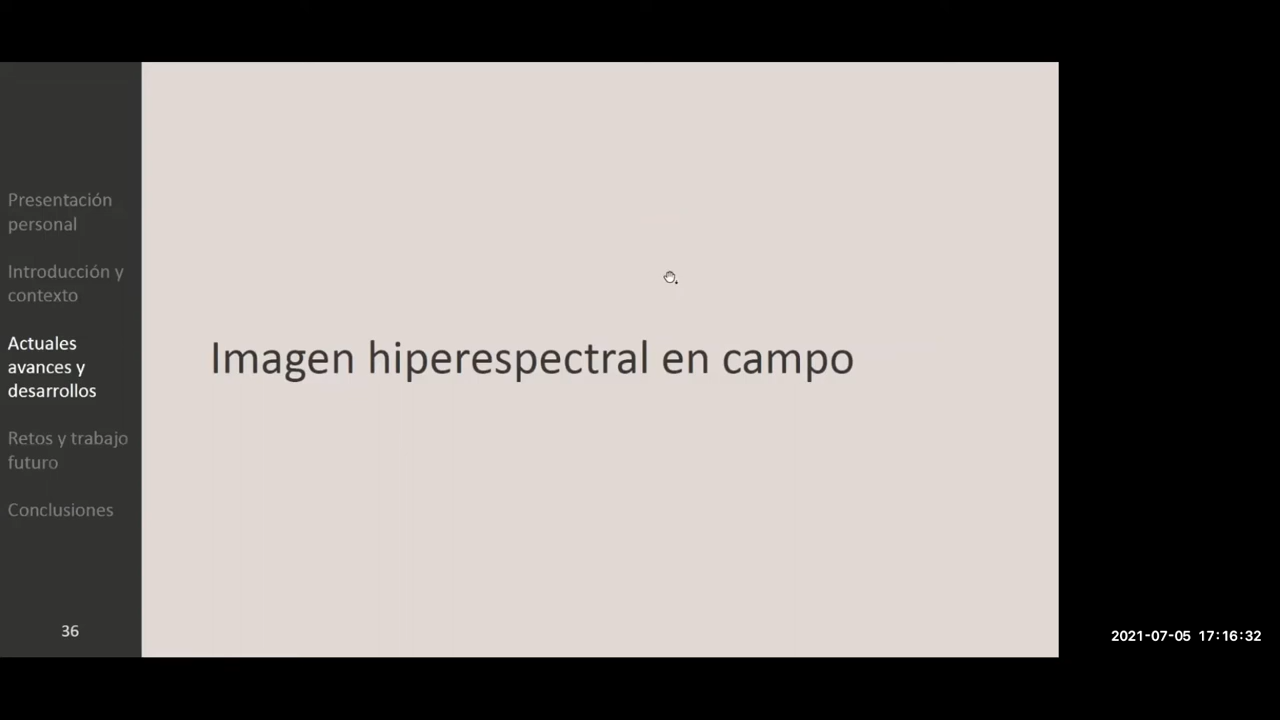 Presentación
personal
Introducción y
contexto
Actuales
avances y
desarrollos
Retos y trabajo
futuro
Conclusiones
36
Imagen hiperespectral en campo
2021-07-05 17:16:32